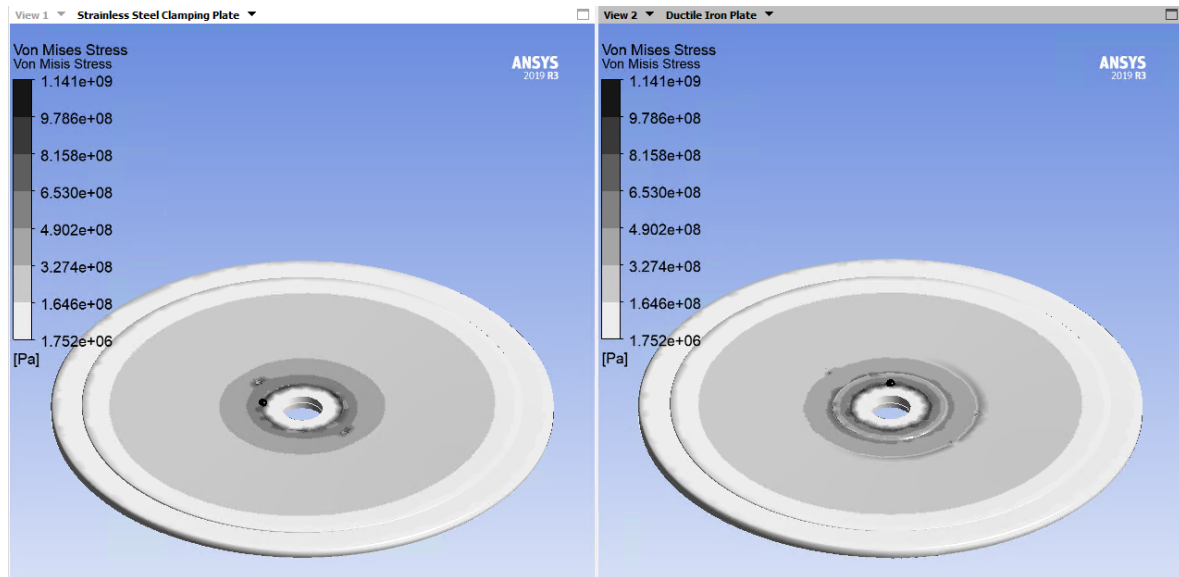 View 1 Strainless Steel Clamping Plate
Von Mises Stress
Von Misis Stress
1.141e+09
9.786e+08
8.158e+08
6.530e+08
4.902e+08
3.274e+08
1.646e+08
1.752e+06
[Pa]
ANSYS
2019 R3
View 2 Ductile Iron Plate
Von Mises Stress
Von Misis Stress
1.141e+09
9.786e+08
8.158e+08
6.530e+08
4.902e+08
3.274e+08
1.646e+08
1.752e+06
[Pa]
ANSYS
2019 R3